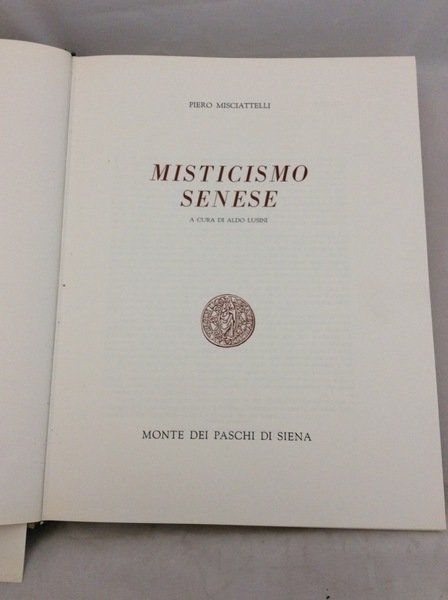 PIERO MISCIATTELLI
MISTICISMO
SENESE
A CURA DI ALDO LUSINI
MONTE DEI PASCHI DI SIENA